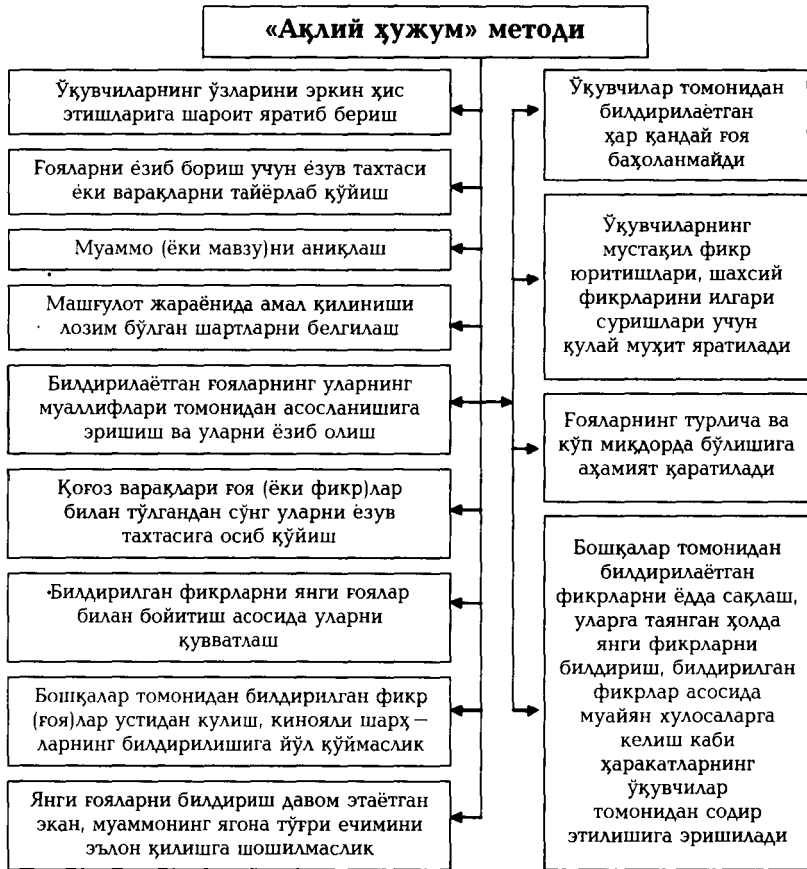 «Ақлий ҳужум» методи
Ўқувчиларнинг ўзларини эркин ҳис
этишларига шароит яратиб бериш
Ғояларни ёзиб бориш учун ёзув тахтаси
ёки варақларни тайёрлаб қўйиш
Муаммо (ёки мавзу)ни аниқлаш
Машғулот жараёнида амал қилиниши
лозим бўлган шартларни белгилаш
Билдирилаётган ғояларнинг уларнинг
муаллифлари томонидан асосланишига
эришиш ва уларни ёзиб олиш
Қоғоз варақлари ғоя (ёки фикр)лар
билан тўлгандан сўнг уларни ёзув
тахтасига осиб қўйиш
Билдирилган фикрларни янги ғоялар
билан бойитиш асосида уларни
қувватлаш
Бошқалар томонидан билдирилган фикр
(ғоя)лар устидан кулиш, кинояли шарҳ–
ларнинг билдирилишига йўл қўймаслик
Янги ғояларни билдириш давом этаётган
экан, муаммонинг ягона тўғри ечимини
эълон қилишга шошилмаслик
Ўқувчилар томонидан
билдирилаётган
ҳар қандай ғоя
баҳоланмайди
Ўқувчиларнинг
мустақил фикр
юритишлари, шахсий
фикрларини илгари
суришлари учун
қулай муҳит яратилади
Ғояларнинг турлича ва
кўп миқдорда бўлишига
аҳамият қаратилади
Бошқалар томонидан
билдирилаётган
фикрларни ёдда сақлаш,
уларга таянган ҳолда
янги фикрларни
билдириш, билдирилган
фикрлар асосида
муайян хулосаларга
келиш каби
ҳаракатларнинг
ўқувчилар
томонидан содир
этилишига эришилади